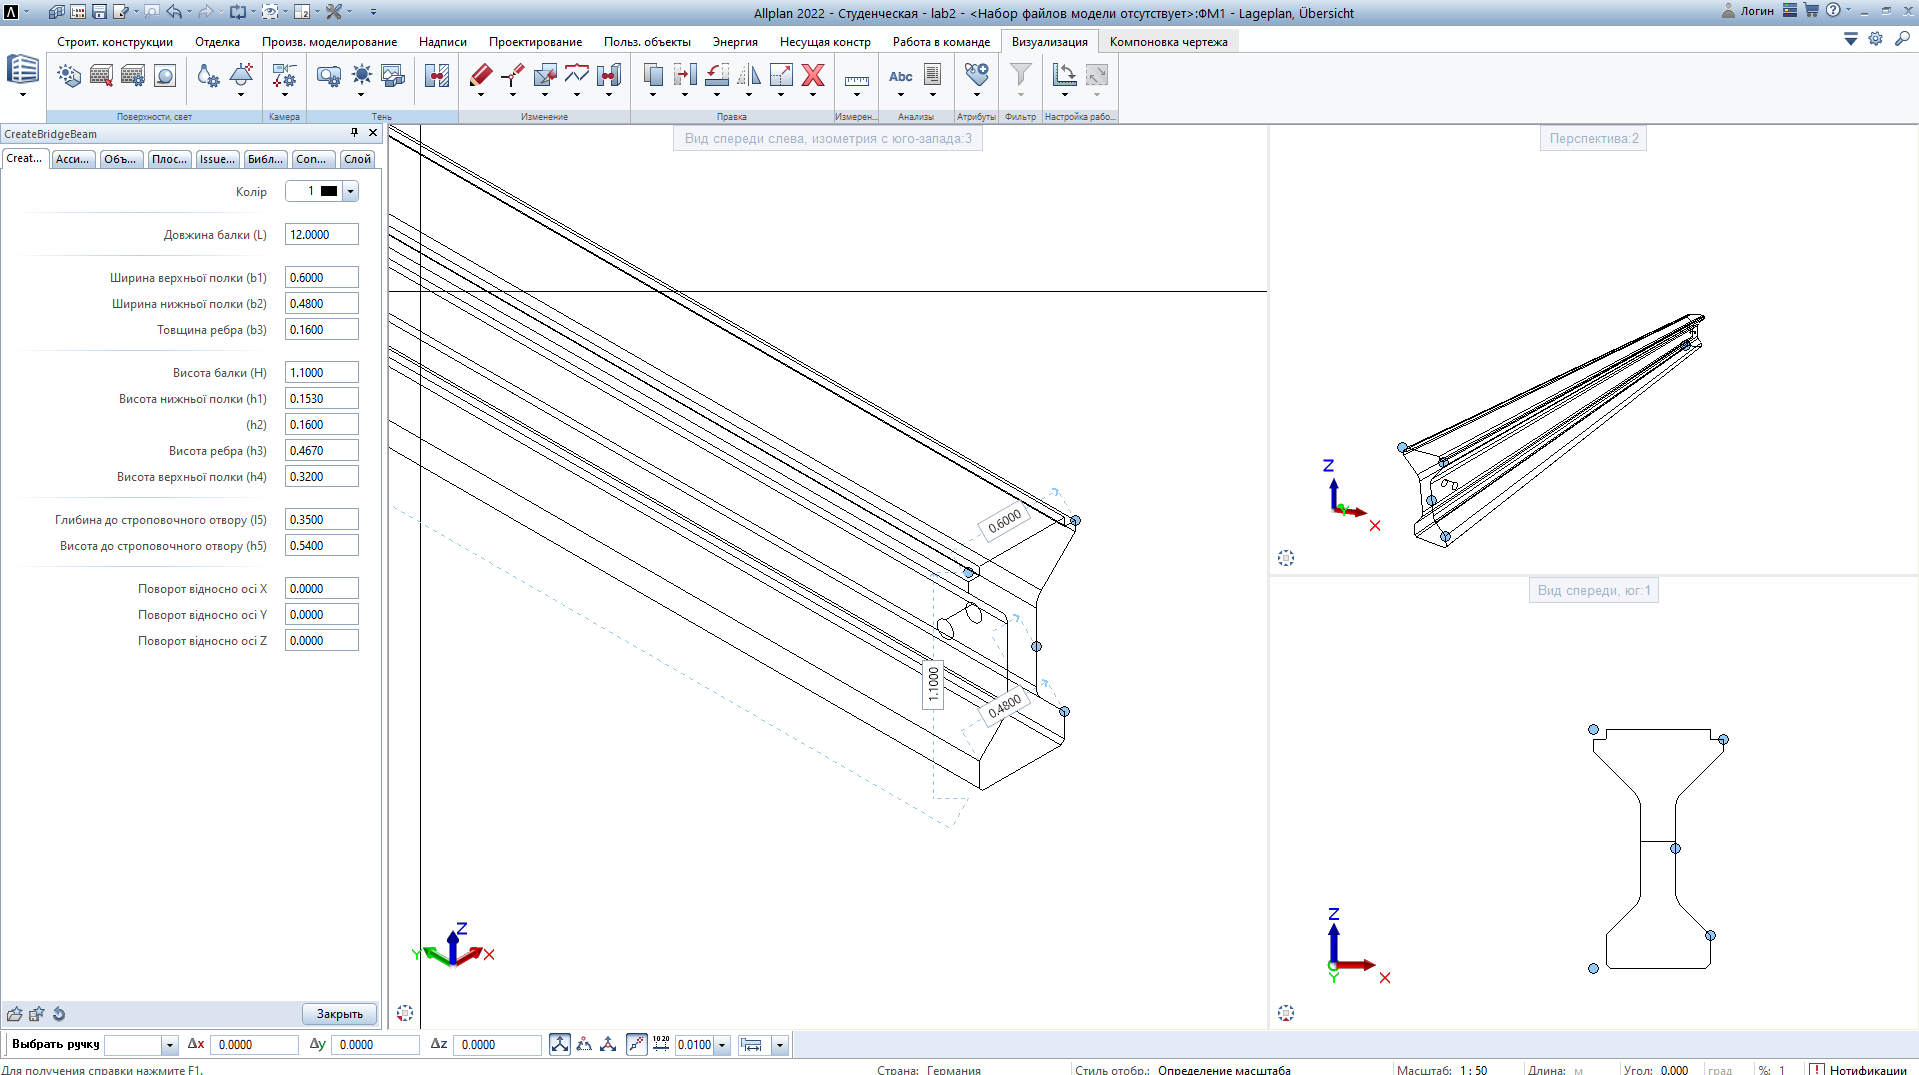 Allplan 2022 - Студенческая - lab2 - <Набор файлов модели отсутствует>:ФМ1 - Lageplan, Übersicht
Логин
Строит. конструкции
Отделка
Произв. моделирование
Надписи
Проектирование
Польз. объекты
Энергия
Несущая констр
Работа в команде
Визуализация
Компоновка чертежа
Abc
Поверхности, свет
Камера
Тень
Изменение
Правка
Измерен...
Анализы
Атрибуты
Фильтр
Настройка рабо...
CreateBridgeBeam
Creat...
Асси...
Объ...
Плос...
Issue...
Библ...
Con...
Слой
Колір
1
Довжина балки (L)
12.0000
Ширина верхньої полки (b1)
0.6000
Ширина нижньої полки (b2)
0.4800
Товщина ребра (b3)
0.1600
Висота балки (H)
1.1000
Висота нижньої полки (h1)
0.1530
(h2)
0.1600
Висота ребра (h3)
0.4670
Висота верхньої полки (h4)
0.3200
Глибина до строповочного отвору (l5)
0.3500
Висота до строповочного отвору (h5)
0.5400
Поворот відносно осі X
0.0000
Поворот відносно осі Y
0.0000
Поворот відносно осі Z
0.0000
Закрыть
Вид спереди слева, изометрия с юго-запада:3
0.6000
1.1000
0.4800
Z
Y
X
Перспектива:2
Z
Y
X
Вид спереди, юг:1
Z
Y
X
Выбрать ручку
Δx
0.0000
Δy
0.0000
Δz
0.0000
10 20
0.0100
Для получения справки нажмите F1.
Страна:
Германия
Стиль отобр.:
Определение масштаба
Масштаб:
1 : 50
Длина:
м
Угол:
0.000
град
%:
1
Нотификации